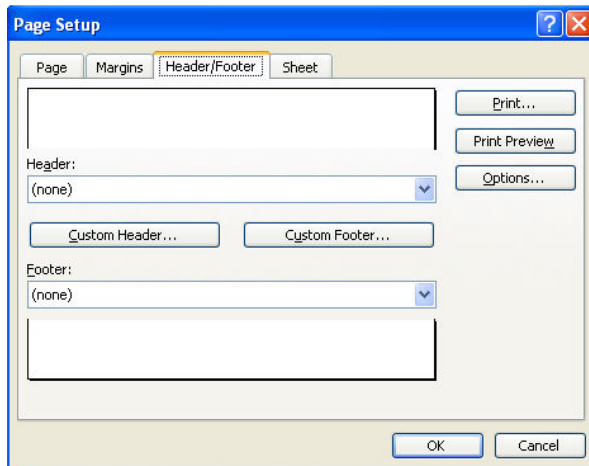 Page Setup
Page Margins Header/Footer Sheet
Print...
Print Preview
Options...
Header:
(none)
Custom Header... Custom Footer...
Footer:
(none)
OK Cancel